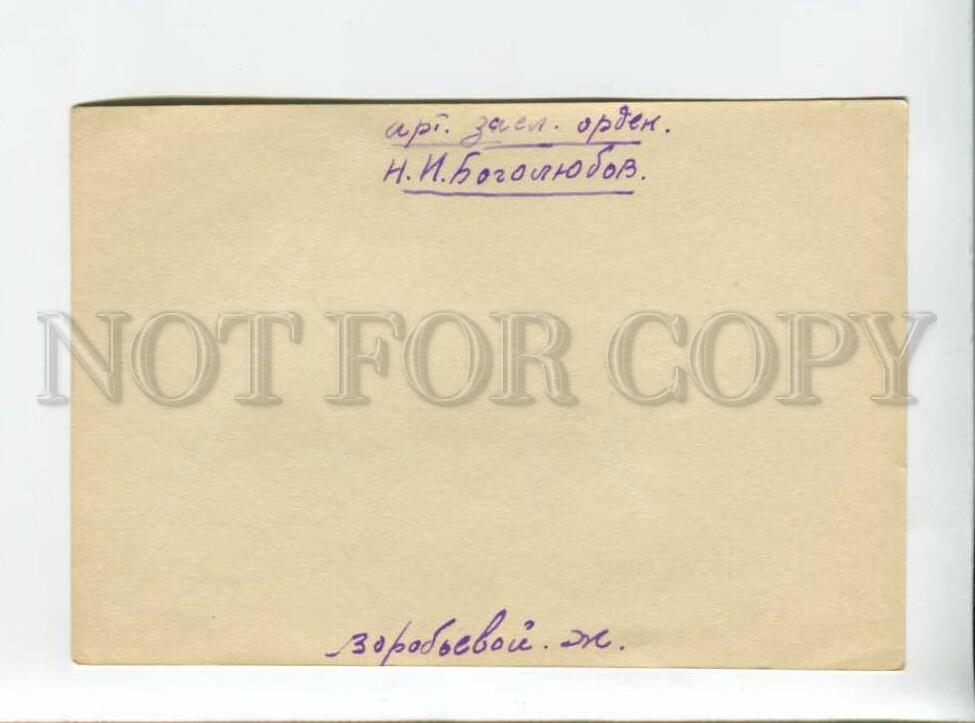 арт. засл. орден.
Н. И. Боголюбов.
NOT FOR COPY
Воробьевой. ж.